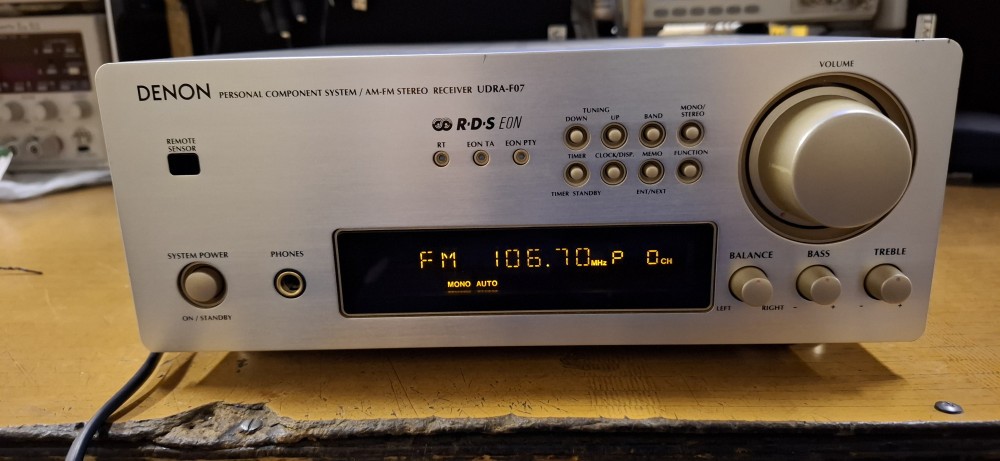 DENON PERSONAL COMPONENT SYSTEM / AM-FM STEREO RECEIVER UDRA-F07
VOLUME
REMOTE
SENSOR
R·D·S EON
RT EON TA EON PTY
TUNING
DOWN UP BAND MONO/
STEREO
TIMER CLOCK/DISP. MEMO FUNCTION
TIMER STANDBY ENT/NEXT
SYSTEM POWER
ON / STANDBY
PHONES
FM 106.70MHz P 0CH
MONO AUTO
BALANCE BASS TREBLE
LEFT RIGHT - + - +